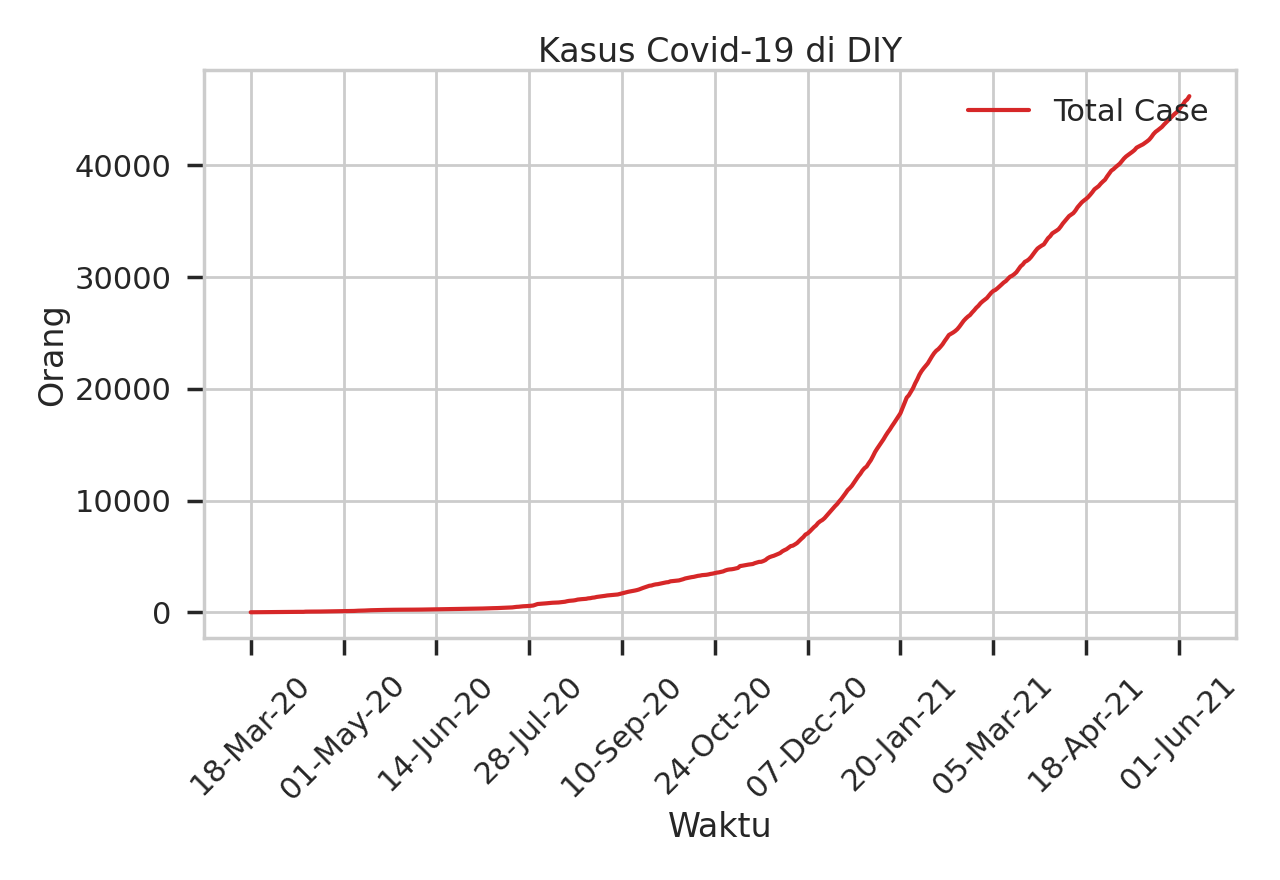 Kasus Covid-19 di DIY
Total Case
Orang
40000
30000
20000
10000
0
18-Mar-20
01-May-20
14-Jun-20
28-Jul-20
10-Sep-20
24-Oct-20
07-Dec-20
20-Jan-21
05-Mar-21
18-Apr-21
01-Jun-21
Waktu